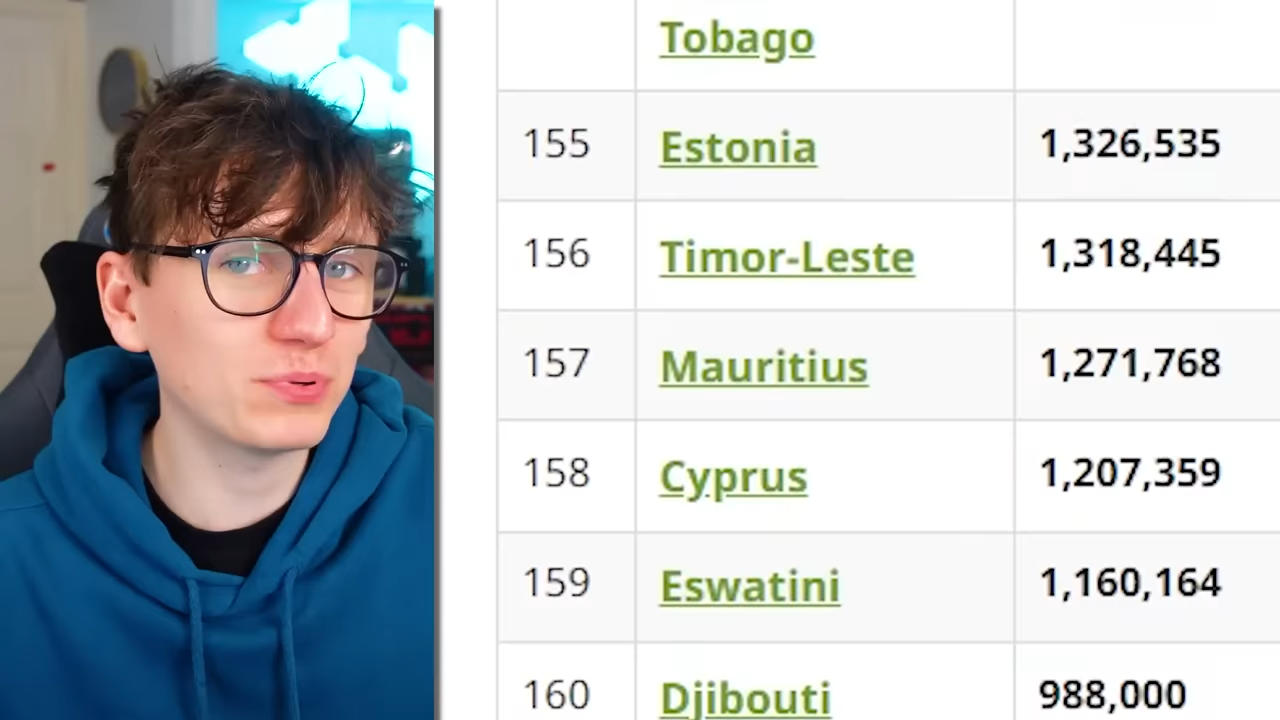 Tobago
155 Estonia 1,326,535
156 Timor-Leste 1,318,445
157 Mauritius 1,271,768
158 Cyprus 1,207,359
159 Eswatini 1,160,164
160 Djibouti 988,000